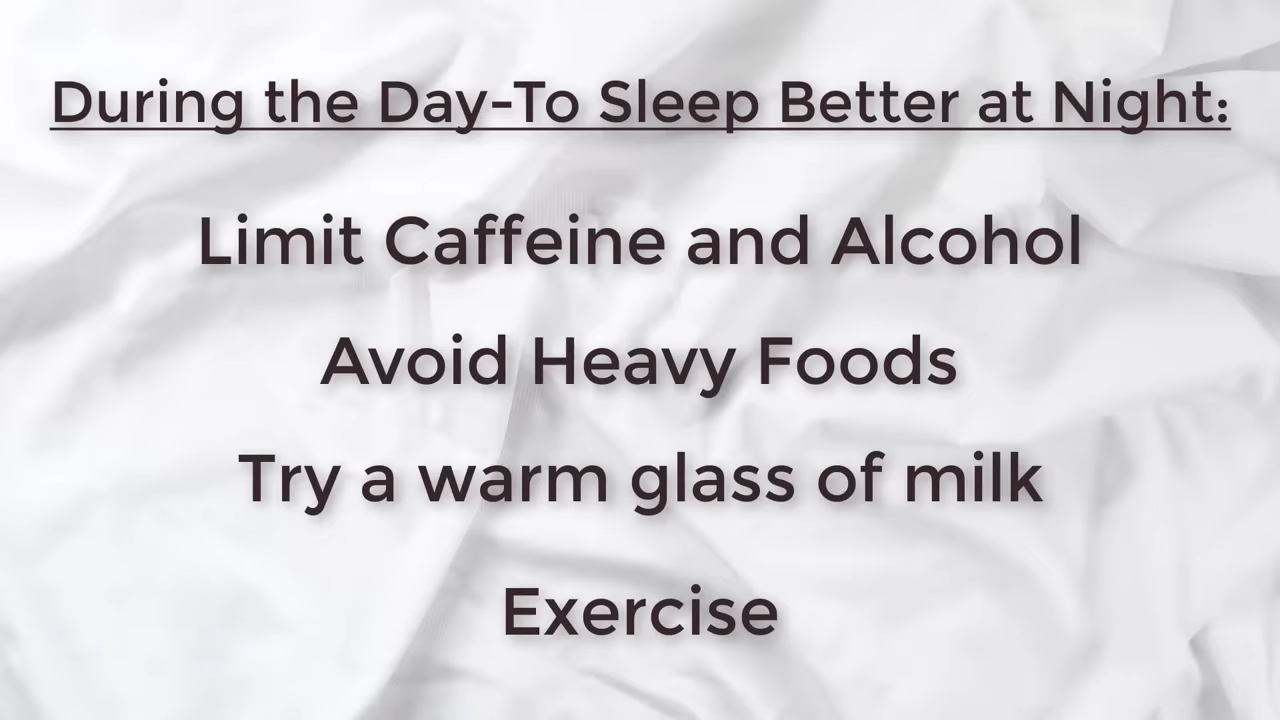 During the Day-To Sleep Better at Night:
Limit Caffeine and Alcohol
Avoid Heavy Foods
Try a warm glass of milk
Exercise